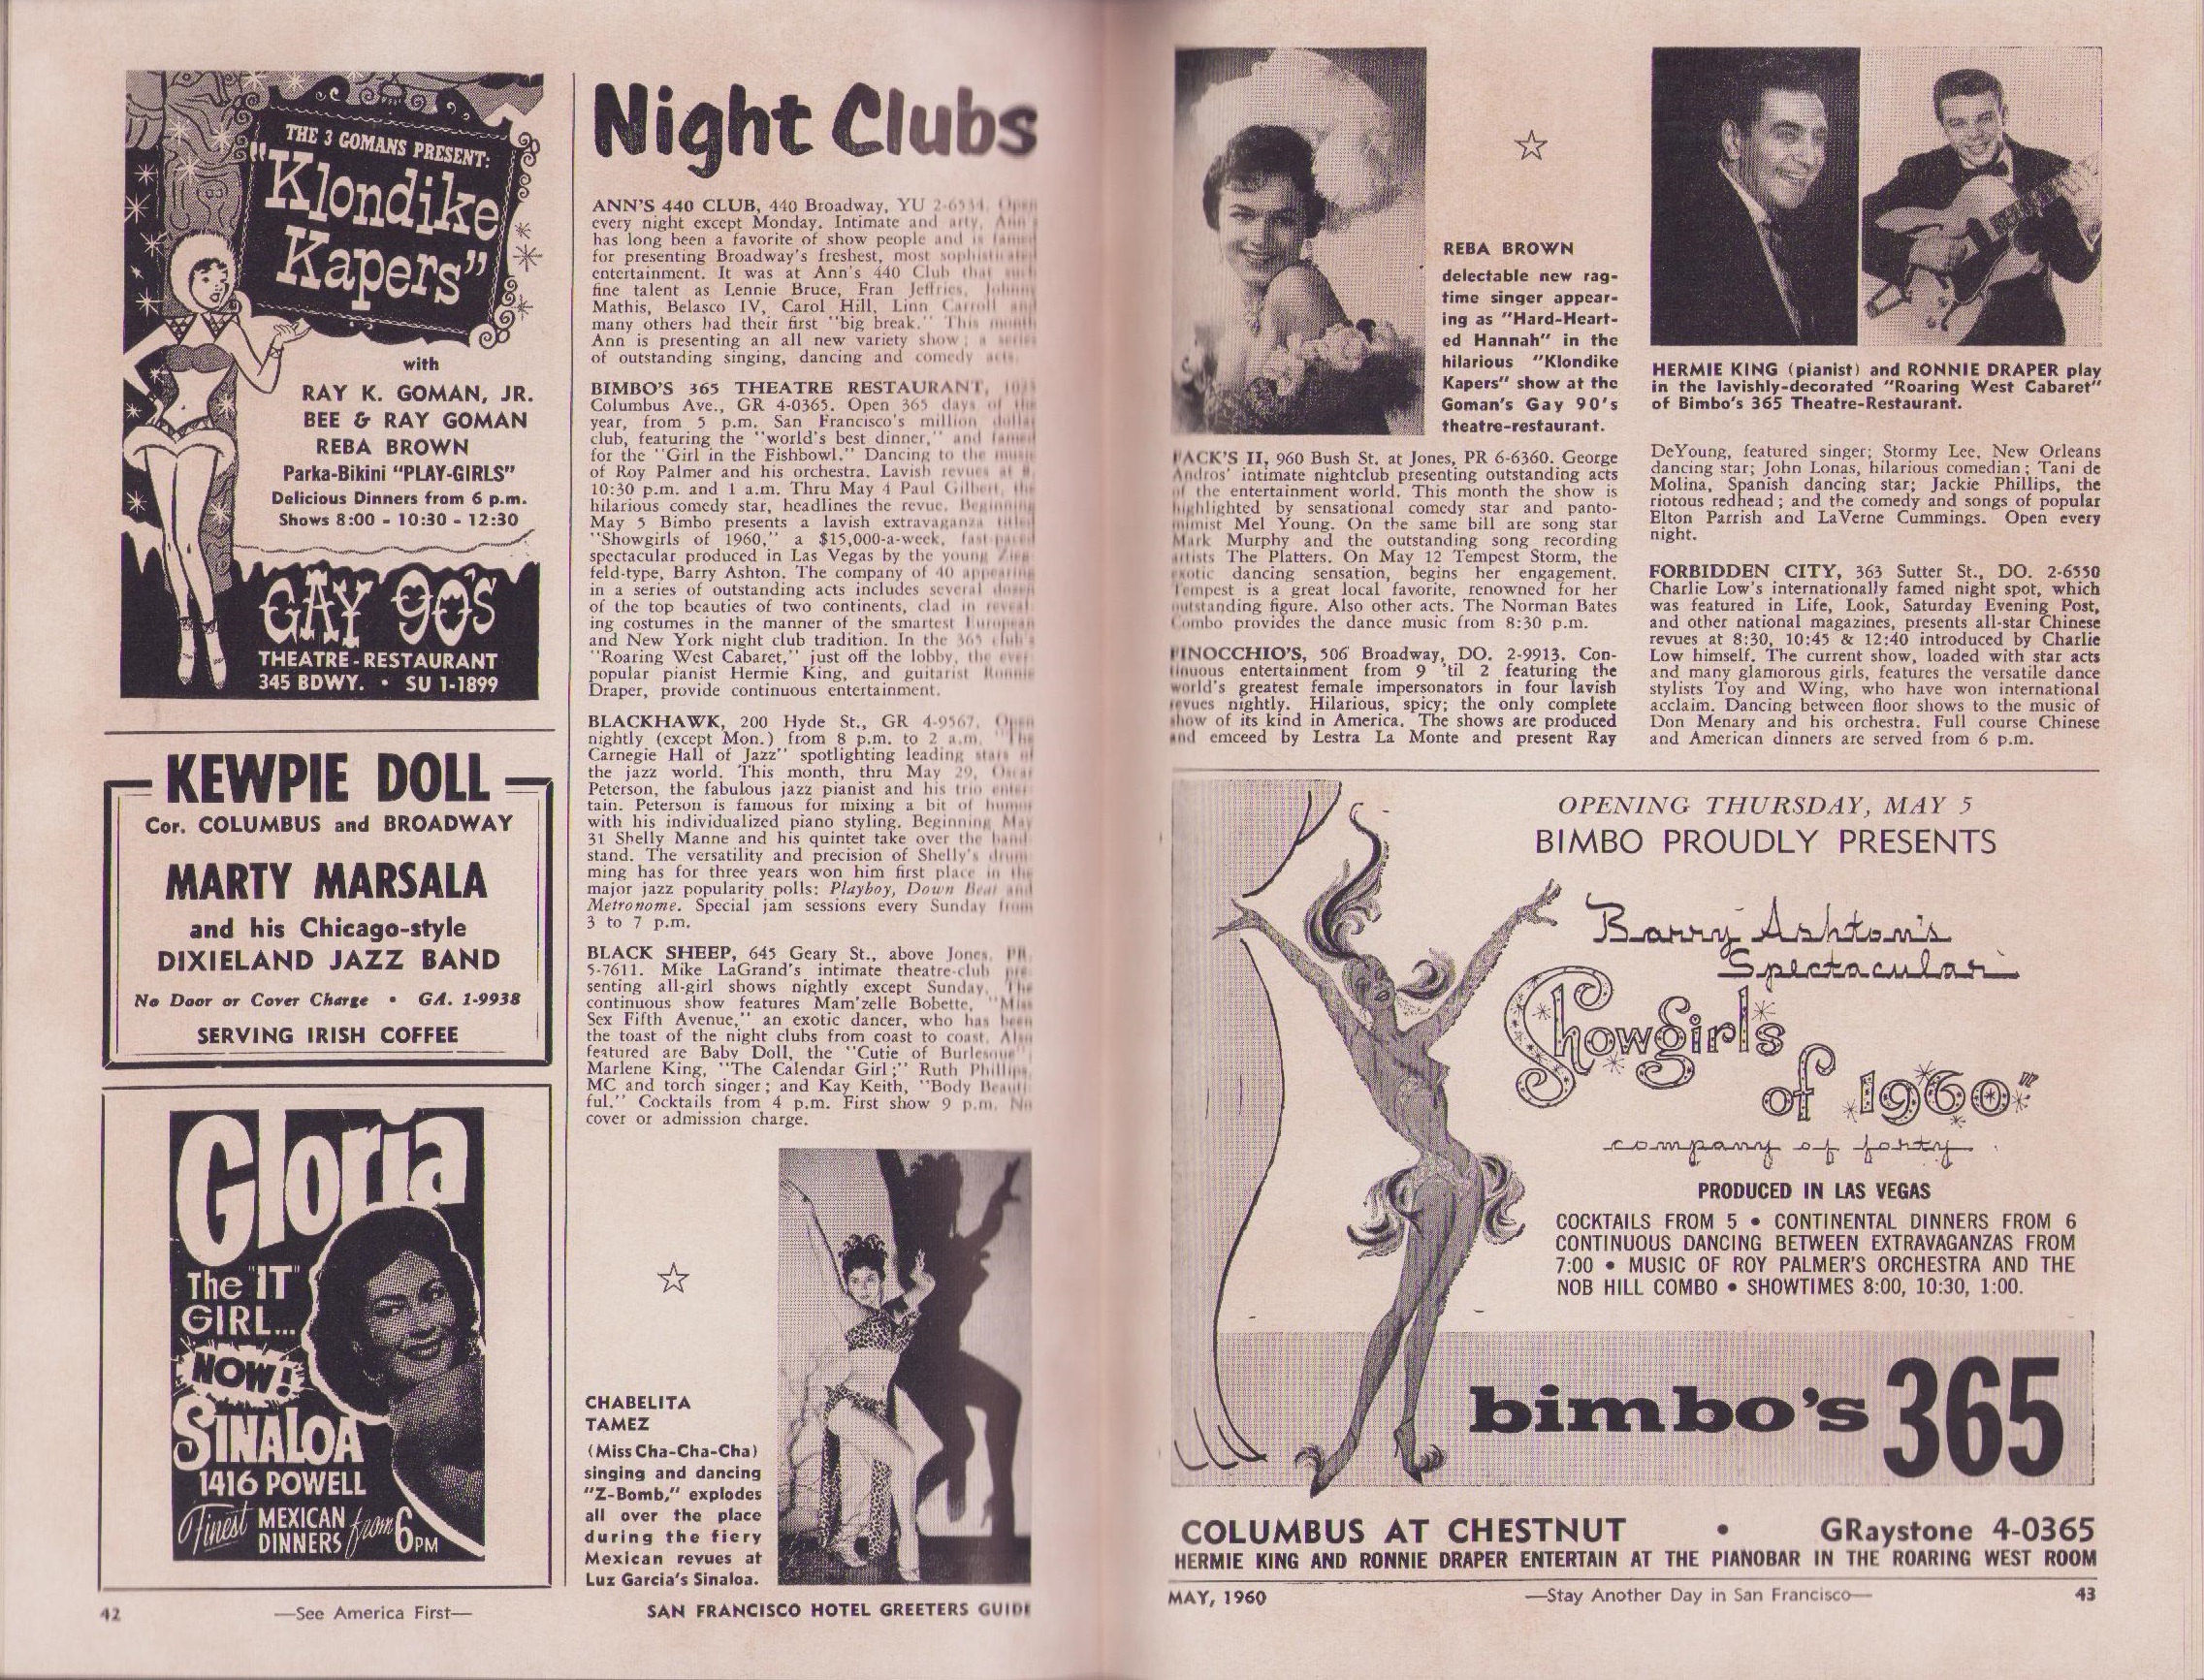 THE 3 GOMANS PRESENT:
"Klondike
Kapers"
with
RAY K. GOMAN, JR.
BEE & RAY GOMAN
REBA BROWN
Parka-Bikini "PLAY-GIRLS"
Delicious Dinners from 6 p.m.
Shows 8:00 - 10:30 - 12:30
GAY 90'S
THEATRE-RESTAURANT
345 BDWY. • SU 1-1899
KEWPIE DOLL
Cor. COLUMBUS and BROADWAY
MARTY MARSALA
and his Chicago-style
DIXIELAND JAZZ BAND
No Door or Cover Charge • GA. 1-9938
SERVING IRISH COFFEE
Gloria
The "IT"
GIRL...
NOW!
SINALOA
1416 POWELL
Finest MEXICAN
DINNERS from 6 PM
Night Clubs
ANN'S 440 CLUB, 440 Broadway, YU 2-6534. Open
every night except Monday. Intimate and arty, Ann's
has long been a favorite of show people and is famed
for presenting Broadway's freshest, most sophisticated
entertainment. It was at Ann's 440 Club that such
fine talent as Lennie Bruce, Fran Jeffries, Johnny
Mathis, Belasco IV, Carol Hill, Linn Carroll and
many others had their first "big break." This month
Ann is presenting an all new variety show; a series
of outstanding singing, dancing and comedy acts.
BIMBO'S 365 THEATRE RESTAURANT, 1025
Columbus Ave., GR 4-0365. Open 365 days of the
year, from 5 p.m. San Francisco's million dollar
club, featuring the "world's best dinner," and famed
for the "Girl in the Fishbowl." Dancing to the music
of Roy Palmer and his orchestra. Lavish revues at 8,
10:30 p.m. and 1 a.m. Thru May 4 Paul Gilbert, the
hilarious comedy star, headlines the revue. Beginning
May 5 Bimbo presents a lavish extravaganza titled
"Showgirls of 1960," a $15,000-a-week, fast-paced
spectacular produced in Las Vegas by the young Zieg-
feld-type, Barry Ashton. The company of 40 appearing
in a series of outstanding acts includes several dozen
of the top beauties of two continents, clad in reveal-
ing costumes in the manner of the smartest European
and New York night club tradition. In the 365 club's
"Roaring West Cabaret," just off the lobby, the ever-
popular pianist Hermie King, and guitarist Ronnie
Draper, provide continuous entertainment.
BLACKHAWK, 200 Hyde St., GR 4-9567. Open
nightly (except Mon.) from 8 p.m. to 2 a.m. "The
Carnegie Hall of Jazz" spotlighting leading stars of
the jazz world. This month, thru May 29, Oscar
Peterson, the fabulous jazz pianist and his trio enter-
tain. Peterson is famous for mixing a bit of humor
with his individualized piano styling. Beginning May
31 Shelly Manne and his quintet take over the band-
stand. The versatility and precision of Shelly's drum-
ming has for three years won him first place in the
major jazz popularity polls: Playboy, Down Beat and
Metronome. Special jam sessions every Sunday from
3 to 7 p.m.
BLACK SHEEP, 645 Geary St., above Jones, PR.
5-7611. Mike LaGrand's intimate theatre-club pre-
senting all-girl shows nightly except Sunday. The
continuous show features Mam'zelle Bobette, "Miss
Sex Fifth Avenue," an exotic dancer, who has been
the toast of the night clubs from coast to coast. Also
featured are Baby Doll, the "Cutie of Burlesque",
Marlene King, "The Calendar Girl;" Ruth Phillips,
MC and torch singer; and Kay Keith, "Body Beauti-
ful." Cocktails from 4 p.m. First show 9 p.m. No
cover or admission charge.
CHABELITA
TAMEZ
(Miss Cha-Cha-Cha)
singing and dancing
"Z-Bomb," explodes
all over the place
during the fiery
Mexican revues at
Luz Garcia's Sinaloa.
42
—See America First—
SAN FRANCISCO HOTEL GREETERS GUIDE
REBA BROWN
delectable new rag-
time singer appear-
ing as "Hard-Heart-
ed Hannah" in the
hilarious "Klondike
Kapers" show at the
Goman's Gay 90's
theatre-restaurant.
HERMIE KING (pianist) and RONNIE DRAPER play
in the lavishly-decorated "Roaring West Cabaret"
of Bimbo's 365 Theatre-Restaurant.
FACK'S II, 960 Bush St. at Jones, PR 6-6360. George
Andros' intimate nightclub presenting outstanding acts
of the entertainment world. This month the show is
highlighted by sensational comedy star and panto-
mimist Mel Young. On the same bill are song star
Mark Murphy and the outstanding song recording
artists The Platters. On May 12 Tempest Storm, the
exotic dancing sensation, begins her engagement.
Tempest is a great local favorite, renowned for her
outstanding figure. Also other acts. The Norman Bates
Combo provides the dance music from 8:30 p.m.
FINOCCHIO'S, 506 Broadway, DO. 2-9913. Con-
tinuous entertainment from 9 'til 2 featuring the
world's greatest female impersonators in four lavish
revues nightly. Hilarious, spicy; the only complete
show of its kind in America. The shows are produced
and emceed by Lestra La Monte and present Ray
DeYoung, featured singer; Stormy Lee, New Orleans
dancing star; John Lonas, hilarious comedian; Tani de
Molina, Spanish dancing star; Jackie Phillips, the
riotous redhead; and the comedy and songs of popular
Elton Parrish and LaVerne Cummings. Open every
night.
FORBIDDEN CITY, 363 Sutter St., DO. 2-6550
Charlie Low's internationally famed night spot, which
was featured in Life, Look, Saturday Evening Post,
and other national magazines, presents all-star Chinese
revues at 8:30, 10:45 & 12:40 introduced by Charlie
Low himself. The current show, loaded with star acts
and many glamorous girls, features the versatile dance
stylists Toy and Wing, who have won international
acclaim. Dancing between floor shows to the music of
Don Menary and his orchestra. Full course Chinese
and American dinners are served from 6 p.m.
OPENING THURSDAY, MAY 5
BIMBO PROUDLY PRESENTS
Barry Ashton's
Spectacular
Showgirls
of 1960"
company of forty
PRODUCED IN LAS VEGAS
COCKTAILS FROM 5 • CONTINENTAL DINNERS FROM 6
CONTINUOUS DANCING BETWEEN EXTRAVAGANZAS FROM
7:00 • MUSIC OF ROY PALMER'S ORCHESTRA AND THE
NOB HILL COMBO • SHOWTIMES 8:00, 10:30, 1:00.
bimbo's 365
COLUMBUS AT CHESTNUT • GRaystone 4-0365
HERMIE KING AND RONNIE DRAPER ENTERTAIN AT THE PIANOBAR IN THE ROARING WEST ROOM
MAY, 1960
—Stay Another Day in San Francisco—
43